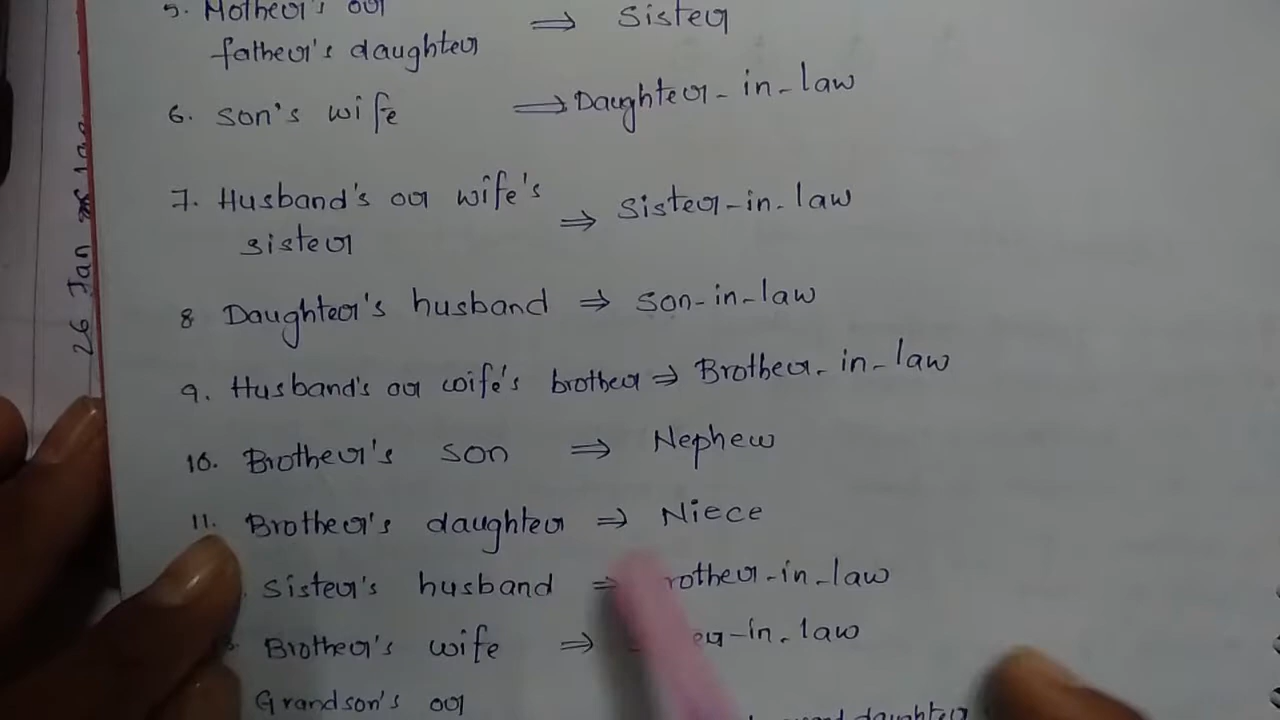 5. Mother's or
father's daughter ⇒ Sister
6. son's wife ⇒ Daughter-in-law
7. Husband's or wife's
sister ⇒ Sister-in-law
8 Daughter's husband ⇒ son-in-law
9. Husband's or wife's brother ⇒ Brother-in-law
10. Brother's son ⇒ Nephew
11. Brother's daughter ⇒ Niece
Sister's husband ⇒ rother-in-law
Brother's wife ⇒ er-in-law
Grandson's or
daughter
26 Jan